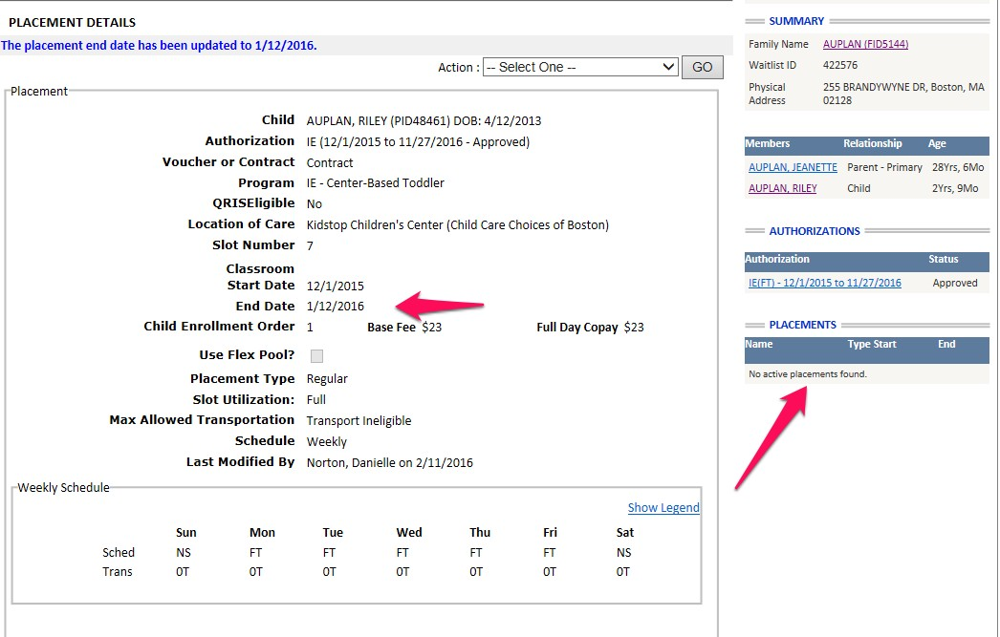 PLACEMENT DETAILS
The placement end date has been updated to 1/12/2016.
Action : -- Select One -- GO
Placement
Child AUPLAN, RILEY (PID48461) DOB: 4/12/2013
Authorization IE (12/1/2015 to 11/27/2016 - Approved)
Voucher or Contract Contract
Program IE - Center-Based Toddler
QRISEligible No
Location of Care Kidstop Children's Center (Child Care Choices of Boston)
Slot Number 7
Classroom
Start Date 12/1/2015
End Date 1/12/2016
Child Enrollment Order 1 Base Fee $23 Full Day Copay $23
Use Flex Pool?
Placement Type Regular
Slot Utilization: Full
Max Allowed Transportation Transport Ineligible
Schedule Weekly
Last Modified By Norton, Danielle on 2/11/2016
Weekly Schedule
Show Legend
Sun Mon Tue Wed Thu Fri Sat
Sched NS FT FT FT FT FT NS
Trans 0T 0T 0T 0T 0T 0T 0T
SUMMARY
Family Name AUPLAN (FID5144)
Waitlist ID 422576
Physical 255 BRANDYWYNE DR, Boston, MA
Address 02128
Members Relationship Age
AUPLAN, JEANETTE Parent - Primary 28Yrs, 6Mo
AUPLAN, RILEY Child 2Yrs, 9Mo
AUTHORIZATIONS
Authorization Status
IE(FT) - 12/1/2015 to 11/27/2016 Approved
PLACEMENTS
Name Type Start End
No active placements found.